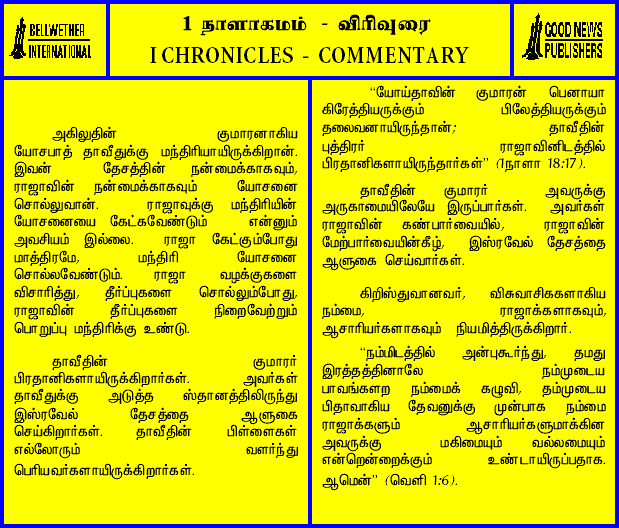 BELLWETHER
INTERNATIONAL
1 நாளாகமம் - விரிவுரை
I CHRONICLES - COMMENTARY
GOOD NEWS
PUBLISHERS
அகிலுதின் குமாரனாகிய
யோசபாத் தாவீதுக்கு மந்திரியாயிருக்கிறான்.
இவன் தேசத்தின் நன்மைக்காகவும்,
ராஜாவின் நன்மைக்காகவும் யோசனை
சொல்லுவான். ராஜாவுக்கு மந்திரியின்
யோசனையை கேட்கவேண்டும் என்னும்
அவசியம் இல்லை. ராஜா கேட்கும்போது
மாத்திரமே, மந்திரி யோசனை
சொல்லவேண்டும். ராஜா வழக்குகளை
விசாரித்து, தீர்ப்புகளை சொல்லும்போது,
ராஜாவின் தீர்ப்புகளை நிறைவேற்றும்
பொறுப்பு மந்திரிக்கு உண்டு.
தாவீதின் குமாரர்
பிரதானிகளாயிருக்கிறார்கள். அவர்கள்
தாவீதுக்கு அடுத்த ஸ்தானத்திலிருந்து
இஸ்ரவேல் தேசத்தை ஆளுகை
செய்கிறார்கள். தாவீதின் பிள்ளைகள்
எல்லோரும் வளர்ந்து
பெரியவர்களாயிருக்கிறார்கள்.
“யோய்தாவின் குமாரன் பெனாயா
கிரேத்தியருக்கும் பிலேத்தியருக்கும்
தலைவனாயிருந்தான்; தாவீதின்
புத்திரர் ராஜாவினிடத்தில்
பிரதானிகளாயிருந்தார்கள்” (1நாளா 18:17).
தாவீதின் குமாரர் அவருக்கு
அருகாமையிலேயே இருப்பார்கள். அவர்கள்
ராஜாவின் கண்பார்வையில், ராஜாவின்
மேற்பார்வையின்கீழ், இஸ்ரவேல் தேசத்தை
ஆளுகை செய்வார்கள்.
கிறிஸ்துவானவர், விசுவாசிககளாகிய
நம்மை, ராஜாக்களாகவும்,
ஆசாரியர்களாகவும் நியமித்திருக்கிறார்.
“நம்மிடத்தில் அன்புகூர்ந்து, தமது
இரத்தத்தினாலே நம்முடைய
பாவங்களற நம்மைக் கழுவி, தம்முடைய
பிதாவாகிய தேவனுக்கு முன்பாக நம்மை
ராஜாக்களும் ஆசாரியர்களுமாக்கின
அவருக்கு மகிமையும் வல்லமையும்
என்றென்றைக்கும் உண்டாயிருப்பதாக.
ஆமென்” (வெளி 1:6).